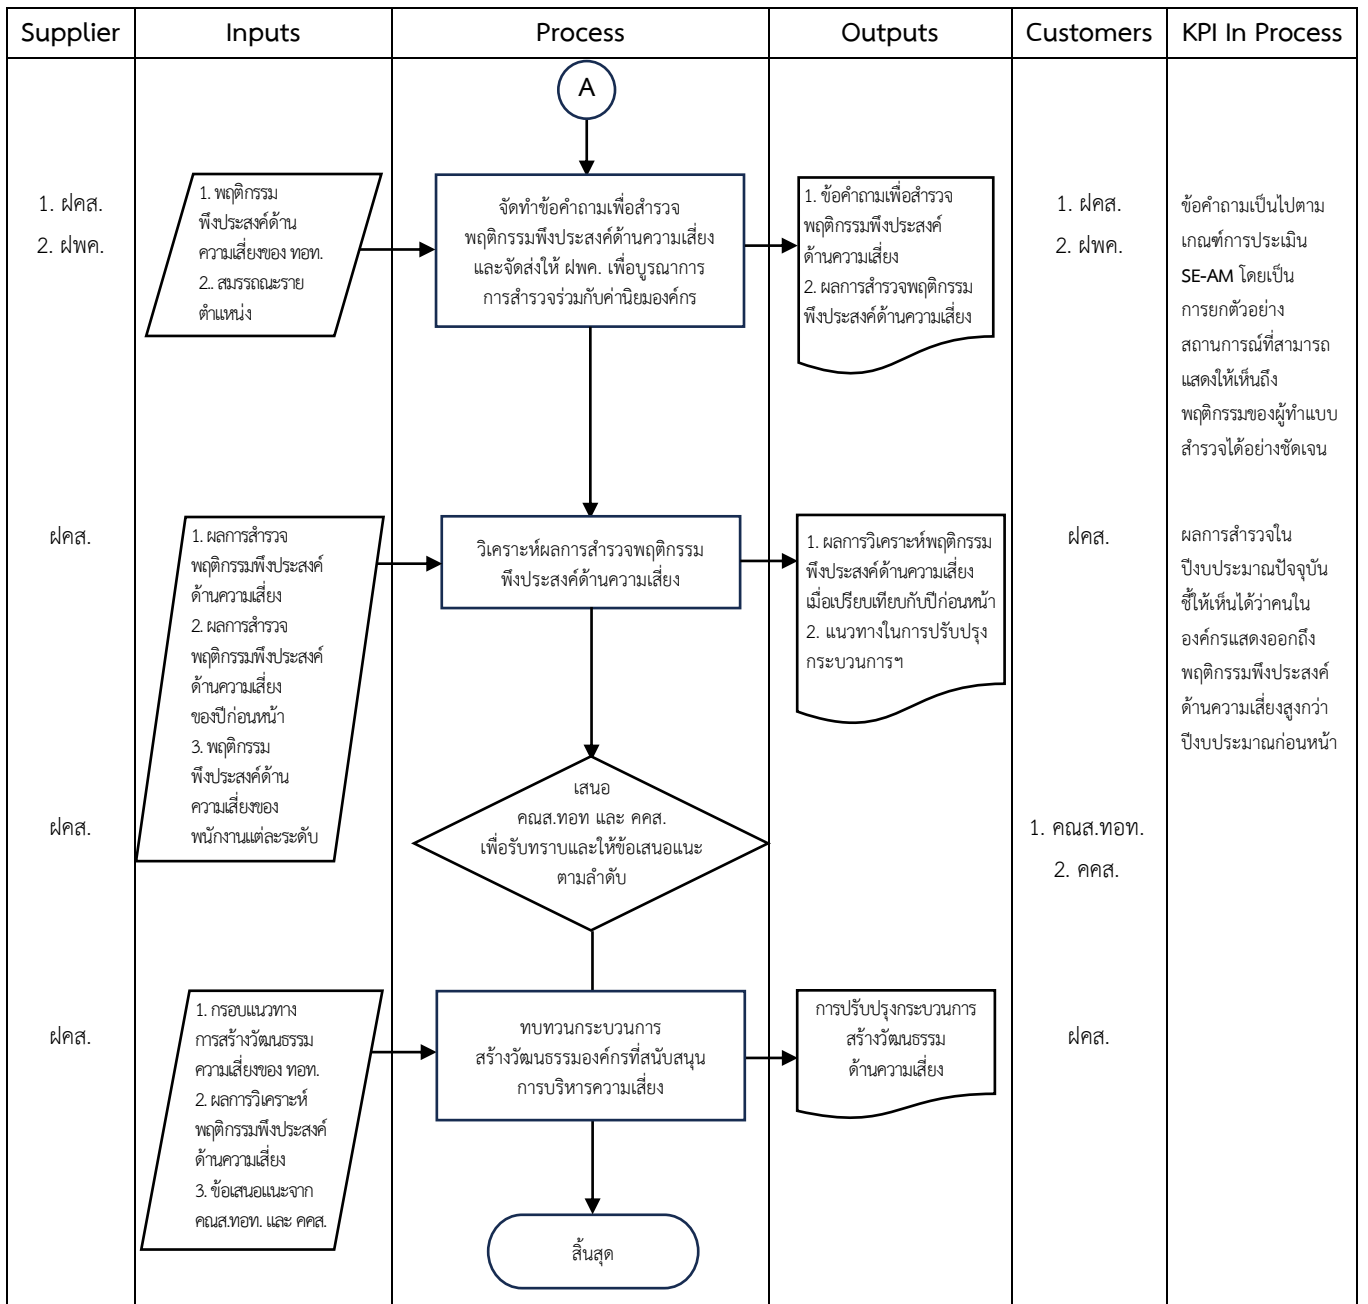 Supplier
Inputs
Process
Outputs
Customers
KPI In Process
A
1. ฝคส.
2. ฝพค.
1. พฤติกรรม
พึงประสงค์ด้าน
ความเสี่ยงของ ทอท.
2.. สมรรถนะราย
ตำแหน่ง
จัดทำข้อคำถามเพื่อสำรวจ
พฤติกรรมพึงประสงค์ด้านความเสี่ยง
และจัดส่งให้ ฝพค. เพื่อบูรณาการ
การสำรวจร่วมกับค่านิยมองค์กร
1. ข้อคำถามเพื่อสำรวจ
พฤติกรรมพึงประสงค์
ด้านความเสี่ยง
2. ผลการสำรวจพฤติกรรม
พึงประสงค์ด้านความเสี่ยง
1. ฝคส.
2. ฝพค.
ข้อคำถามเป็นไปตาม
เกณฑ์การประเมิน
SE-AM โดยเป็น
การยกตัวอย่าง
สถานการณ์ที่สามารถ
แสดงให้เห็นถึง
พฤติกรรมของผู้ทำแบบ
สำรวจได้อย่างชัดเจน
ฝคส.
1. ผลการสำรวจ
พฤติกรรมพึงประสงค์
ด้านความเสี่ยง
2. ผลการสำรวจ
พฤติกรรมพึงประสงค์
ด้านความเสี่ยง
ของปีก่อนหน้า
3. พฤติกรรม
พึงประสงค์ด้าน
ความเสี่ยงของ
พนักงานแต่ละระดับ
วิเคราะห์ผลการสำรวจพฤติกรรม
พึงประสงค์ด้านความเสี่ยง
1. ผลการวิเคราะห์พฤติกรรม
พึงประสงค์ด้านความเสี่ยง
เมื่อเปรียบเทียบกับปีก่อนหน้า
2. แนวทางในการปรับปรุง
กระบวนการฯ
ฝคส.
ผลการสำรวจใน
ปีงบประมาณปัจจุบัน
ชี้ให้เห็นได้ว่าคนใน
องค์กรแสดงออกถึง
พฤติกรรมพึงประสงค์
ด้านความเสี่ยงสูงกว่า
ปีงบประมาณก่อนหน้า
ฝคส.
เสนอ
คณส.ทอท และ คคส.
เพื่อรับทราบและให้ข้อเสนอแนะ
ตามลำดับ
1. คณส.ทอท.
2. คคส.
ฝคส.
1. กรอบแนวทาง
การสร้างวัฒนธรรม
ความเสี่ยงของ ทอท.
2. ผลการวิเคราะห์
พฤติกรรมพึงประสงค์
ด้านความเสี่ยง
3. ข้อเสนอแนะจาก
คณส.ทอท. และ คคส.
ทบทวนกระบวนการ
สร้างวัฒนธรรมองค์กรที่สนับสนุน
การบริหารความเสี่ยง
การปรับปรุงกระบวนการ
สร้างวัฒนธรรม
ด้านความเสี่ยง
ฝคส.
สิ้นสุด